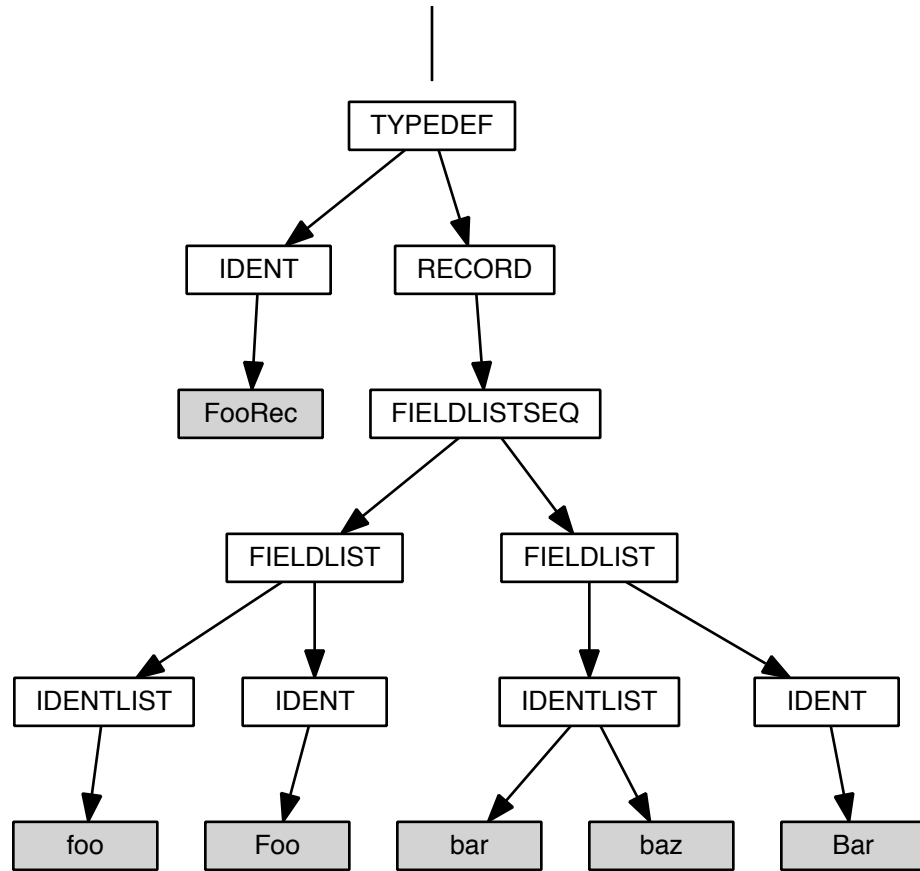 TYPEDEF
IDENT RECORD
FooRec FIELDLISTSEQ
FIELDLIST FIELDLIST
IDENTLIST IDENT IDENTLIST IDENT
foo Foo bar baz Bar